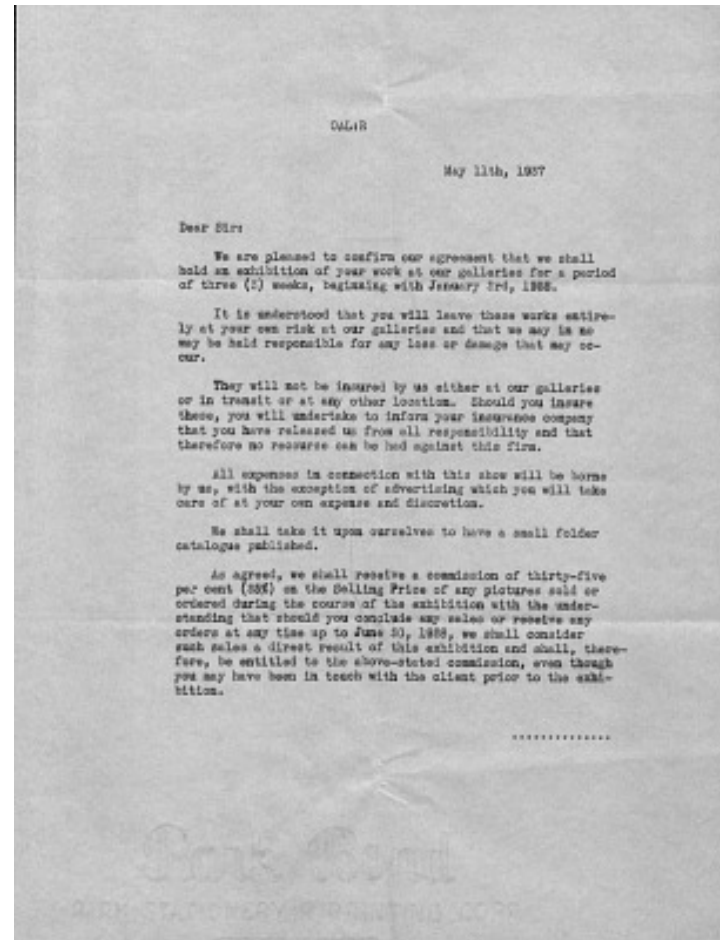 DAL:R
May 11th, 1937
Dear Sir:
We are pleased to confirm our agreement that we shall
hold an exhibition of your work at our galleries for a period
of three (3) weeks, beginning with January 3rd, 1938.
It is understood that you will leave these works entire-
ly at your own risk at our galleries and that we may in no
way be held responsible for any loss or damage that may oc-
cur.
They will not be insured by us either at our galleries
or in transit or at any other location. Should you insure
these, you will undertake to inform your insurance company
that you have released us from all responsibility and that
therefore no recourse can be had against this firm.
All expenses in connection with this show will be borne
by us, with the exception of advertising which you will take
care of at your own expense and discretion.
We shall take it upon ourselves to have a small folder
catalogue published.
As agreed, we shall receive a commission of thirty-five
per cent (35%) on the Selling Price of any pictures sold or
ordered during the course of the exhibition with the under-
standing that should you conclude any sales or receive any
orders at any time up to June 30, 1938, we shall consider
such sales a direct result of this exhibition and shall, there-
fore, be entitled to the above-stated commission, even though
you may have been in touch with the client prior to the exhi-
bition.